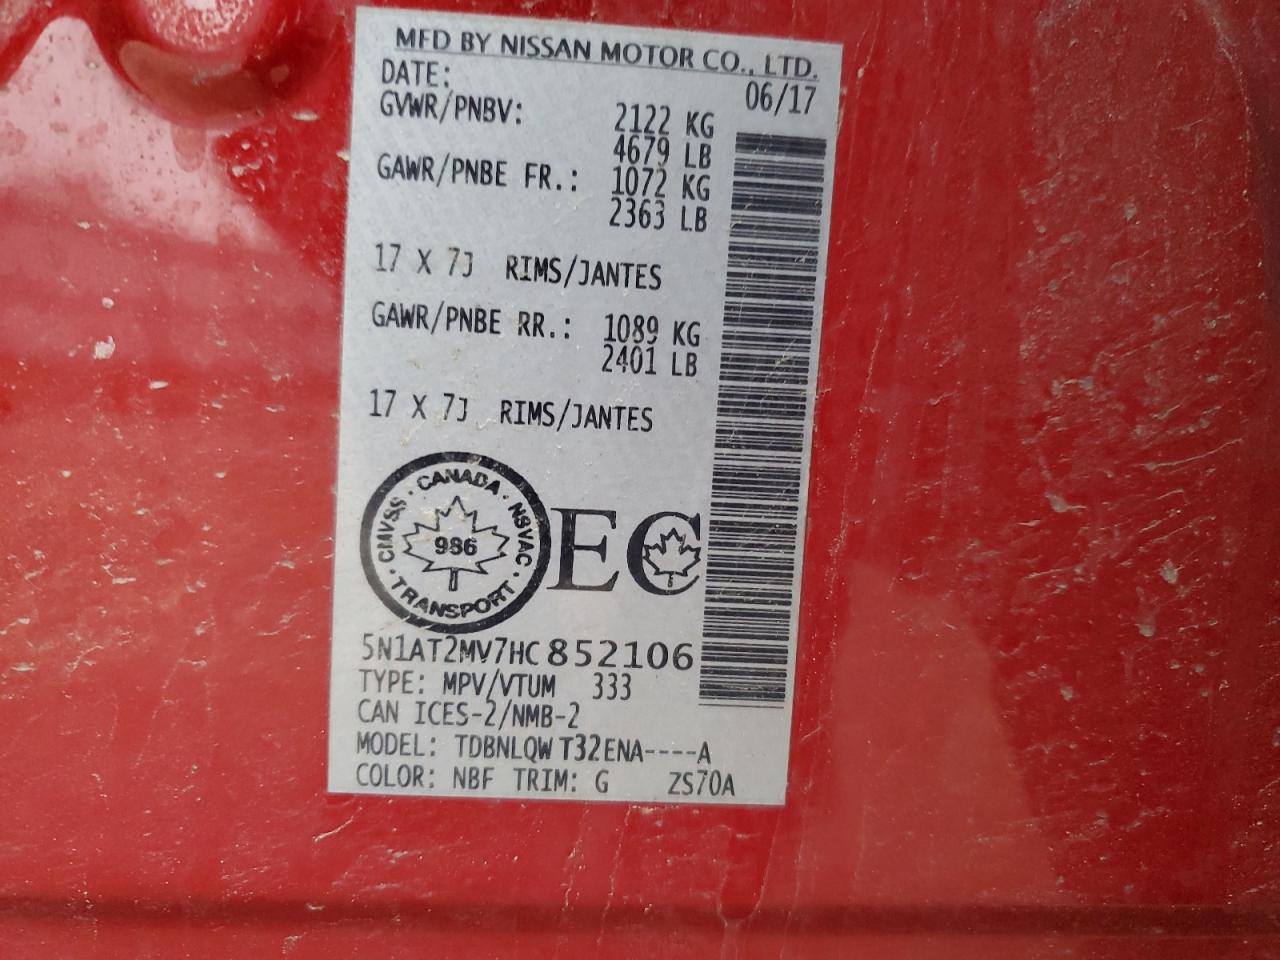 MFD BY NISSAN MOTOR CO., LTD.
DATE: 06/17
GVWR/PNBV: 2122 KG
4679 LB
GAWR/PNBE FR.: 1072 KG
2363 LB
17 X 7J RIMS/JANTES
GAWR/PNBE RR.: 1089 KG
2401 LB
17 X 7J RIMS/JANTES
CMVSS · CANADA · NSVAC · TRANSPORT ·
986
EC
5N1AT2MV7HC852106
TYPE: MPV/VTUM 333
CAN ICES-2/NMB-2
MODEL: TDBNLQW T32ENA----A
COLOR: NBF TRIM: G ZS70A